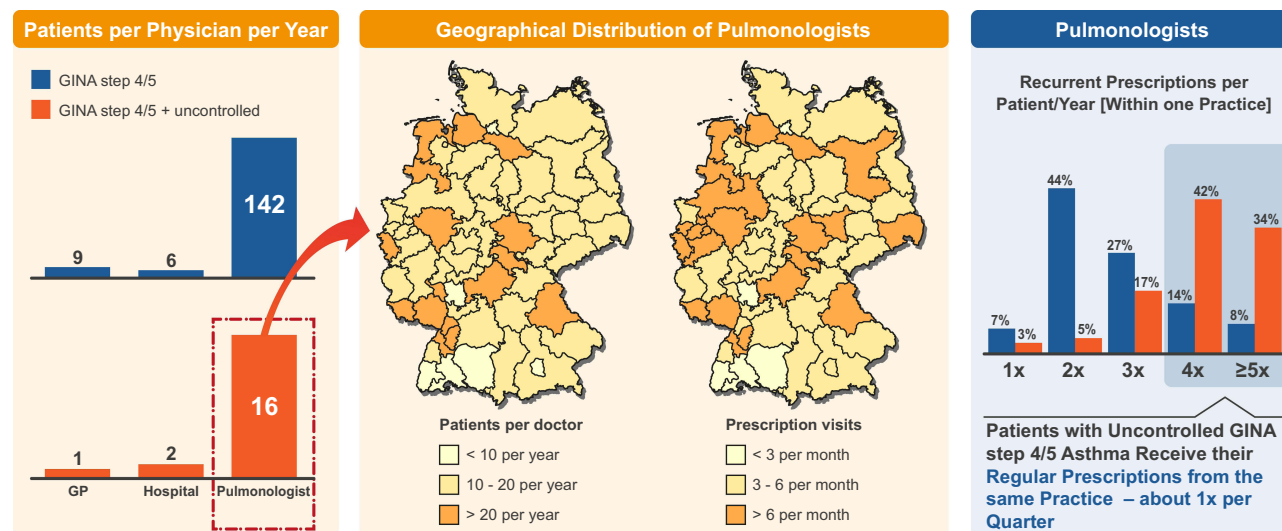 Patients per Physician per Year
GINA step 4/5
GINA step 4/5 + uncontrolled
142
9
6
16
1
2
GP
Hospital
Pulmonologist
Geographical Distribution of Pulmonologists
Patients per doctor
< 10 per year
10 - 20 per year
> 20 per year
Prescription visits
< 3 per month
3 - 6 per month
> 6 per month
Pulmonologists
Recurrent Prescriptions per
Patient/Year [Within one Practice]
44%
42%
34%
27%
17%
14%
7%
3%
5%
8%
1x
2x
3x
4x
≥5x
Patients with Uncontrolled GINA
step 4/5 Asthma Receive their
Regular Prescriptions from the
same Practice – about 1x per
Quarter